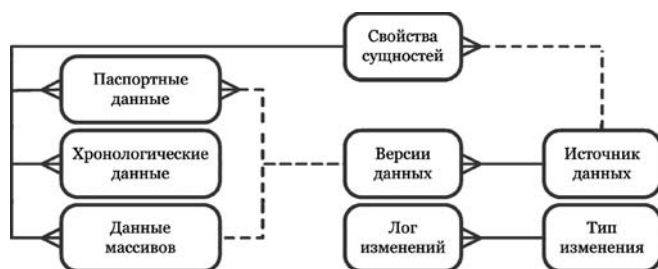 Свойства
сущностей
Паспортные
данные
Хронологические
данные
Версии
данных
Источник
данных
Данные
массивов
Лог
изменений
Тип
изменения